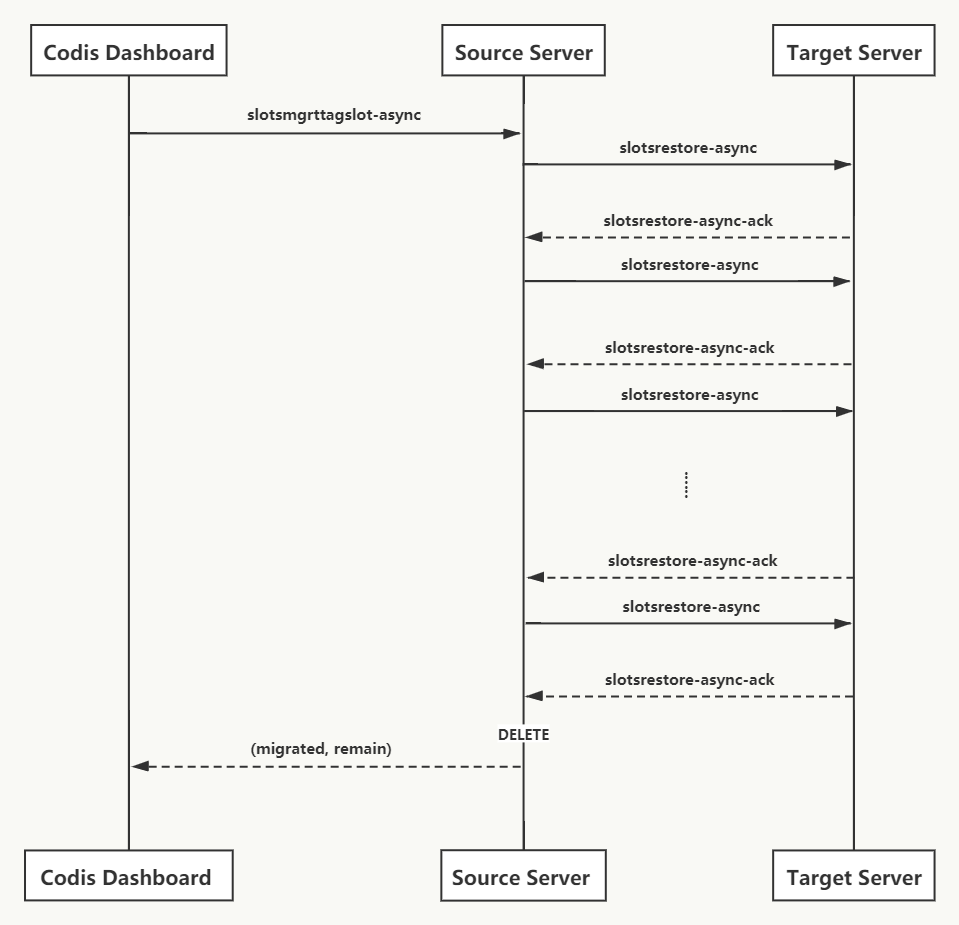 Codis Dashboard
Source Server
Target Server
slotsmgrttagslot-async
slotsrestore-async
slotsrestore-async-ack
slotsrestore-async
slotsrestore-async-ack
slotsrestore-async
slotsrestore-async-ack
slotsrestore-async
slotsrestore-async-ack
DELETE
(migrated, remain)
Codis Dashboard
Source Server
Target Server